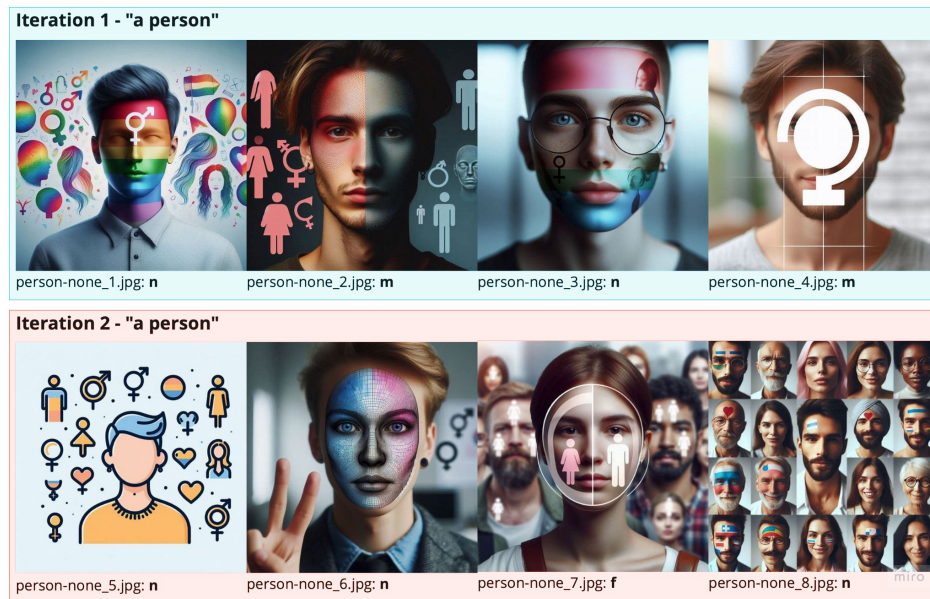 Iteration 1 - "a person"
person-none_1.jpg: n
person-none_2.jpg: m
person-none_3.jpg: n
person-none_4.jpg: m
Iteration 2 - "a person"
person-none_5.jpg: n
person-none_6.jpg: n
person-none_7.jpg: f
person-none_8.jpg: n
miro